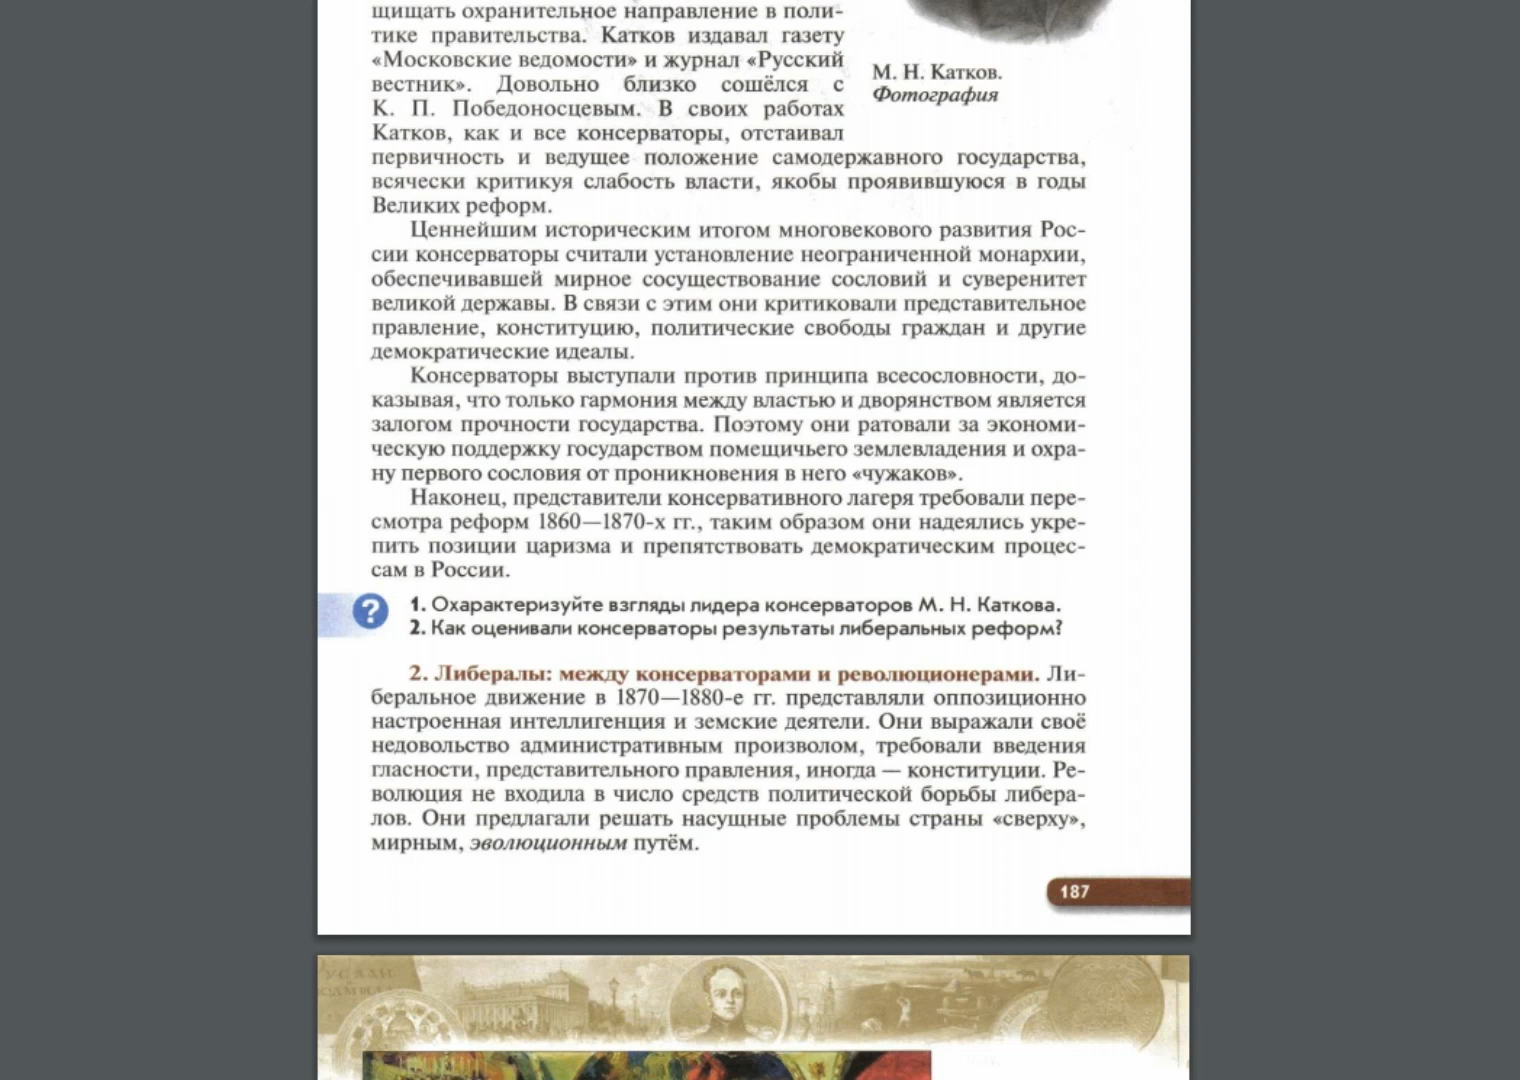 щищать охранительное направление в поли-
тике правительства. Катков издавал газету
«Московские ведомости» и журнал «Русский
вестник». Довольно близко сошёлся с
К. П. Победоносцевым. В своих работах
Катков, как и все консерваторы, отстаивал
первичность и ведущее положение самодержавного государства,
всячески критикуя слабость власти, якобы проявившуюся в годы
Великих реформ.
М. Н. Катков.
Фотография
Ценнейшим историческим итогом многовекового развития Рос-
сии консерваторы считали установление неограниченной монархии,
обеспечивавшей мирное сосуществование сословий и суверенитет
великой державы. В связи с этим они критиковали представительное
правление, конституцию, политические свободы граждан и другие
демократические идеалы.
Консерваторы выступали против принципа всесословности, до-
казывая, что только гармония между властью и дворянством является
залогом прочности государства. Поэтому они ратовали за экономи-
ческую поддержку государством помещичьего землевладения и охра-
ну первого сословия от проникновения в него «чужаков».
Наконец, представители консервативного лагеря требовали пере-
смотра реформ 1860—1870-х гг., таким образом они надеялись укре-
пить позиции царизма и препятствовать демократическим процес-
сам в России.
?
1. Охарактеризуйте взгляды лидера консерваторов М. Н. Каткова.
2. Как оценивали консерваторы результаты либеральных реформ?
2. Либералы: между консерваторами и революционерами. Ли-
беральное движение в 1870—1880-е гг. представляли оппозиционно
настроенная интеллигенция и земские деятели. Они выражали своё
недовольство административным произволом, требовали введения
гласности, представительного правления, иногда — конституции. Ре-
волюция не входила в число средств политической борьбы либера-
лов. Они предлагали решать насущные проблемы страны «сверху»,
мирным, эволюционным путём.
187